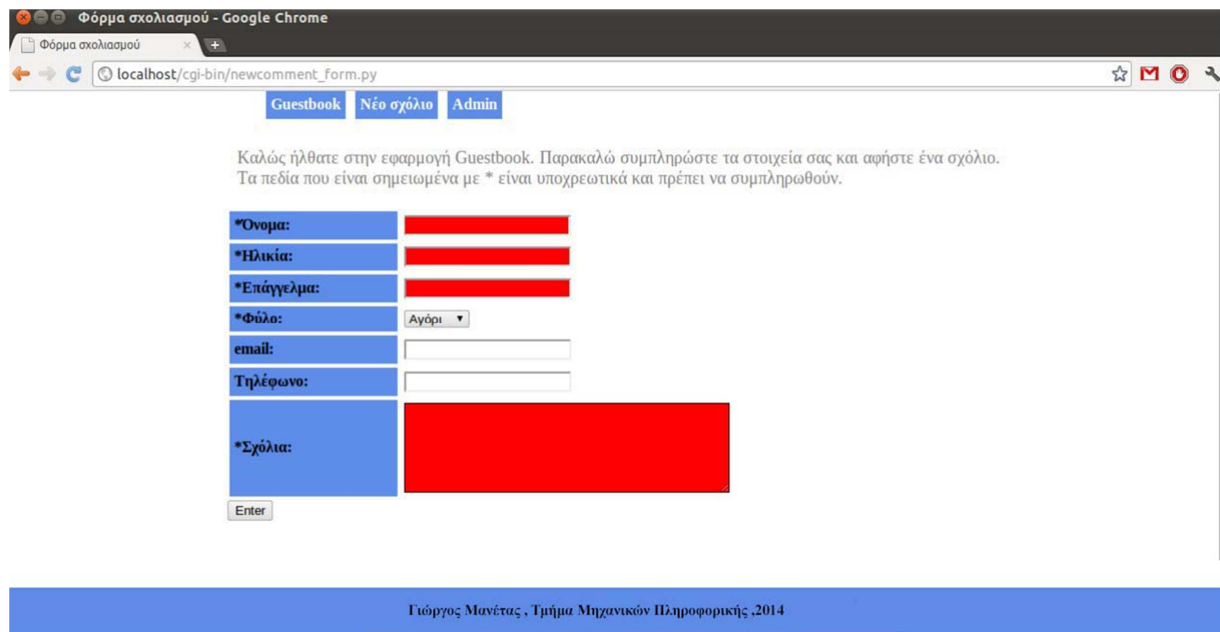 Φόρμα σχολιασμού - Google Chrome
Φόρμα σχολιασμού
localhost/cgi-bin/newcomment_form.py
Guestbook Νέο σχόλιο Admin
Καλώς ήλθατε στην εφαρμογή Guestbook. Παρακαλώ συμπληρώστε τα στοιχεία σας και αφήστε ένα σχόλιο.
Τα πεδία που είναι σημειωμένα με * είναι υποχρεωτικά και πρέπει να συμπληρωθούν.
*Όνομα:
*Ηλικία:
*Επάγγελμα:
*Φύλο: Αγόρι
email:
Τηλέφωνο:
*Σχόλια:
Enter
Γιώργος Μανέτας , Τμήμα Μηχανικών Πληροφορικής ,2014